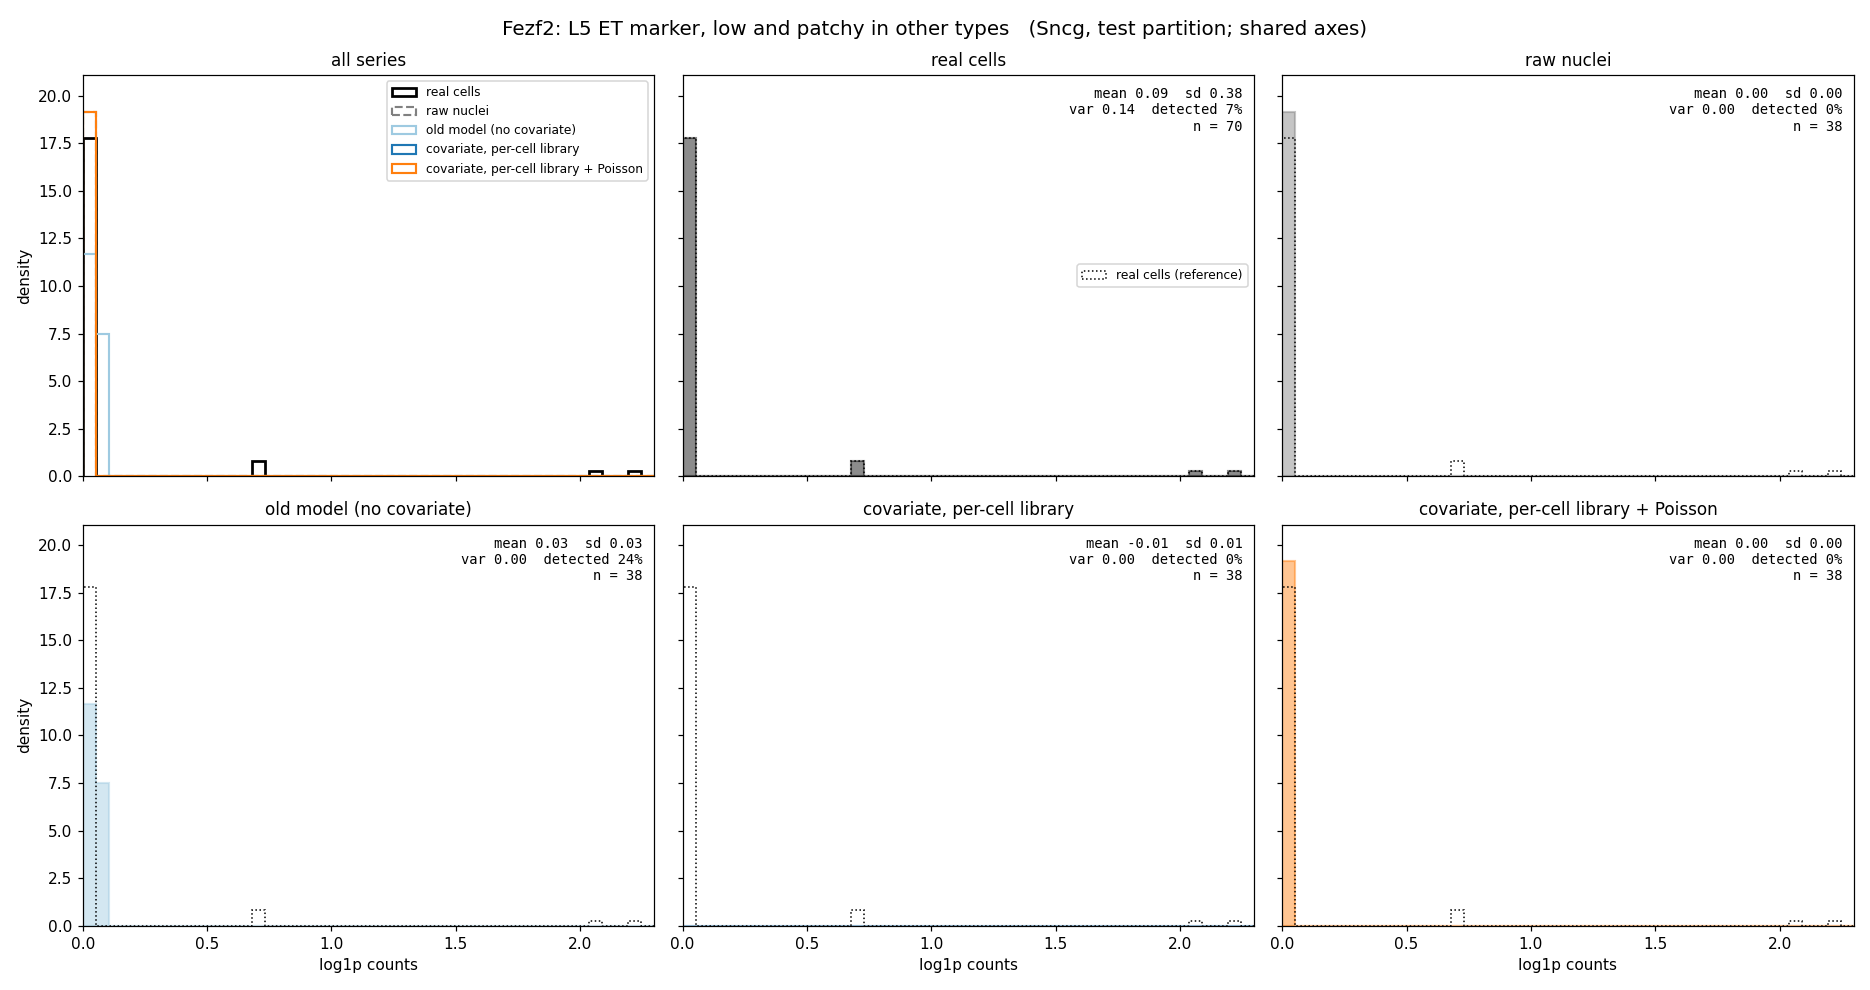 Fezf2: L5 ET marker, low and patchy in other types   (Sncg, test partition; shared axes)
all series
real cells
raw nuclei
20.0
17.5
15.0
12.5
10.0
7.5
5.0
2.5
0.0
density
real cells
raw nuclei
old model (no covariate)
covariate, per-cell library
covariate, per-cell library + Poisson
mean 0.09  sd 0.38
var 0.14  detected 7%
n = 70
real cells (reference)
mean 0.00  sd 0.00
var 0.00  detected 0%
n = 38
old model (no covariate)
covariate, per-cell library
covariate, per-cell library + Poisson
20.0
17.5
15.0
12.5
10.0
7.5
5.0
2.5
0.0
density
mean 0.03  sd 0.03
var 0.00  detected 24%
n = 38
mean -0.01  sd 0.01
var 0.00  detected 0%
n = 38
mean 0.00  sd 0.00
var 0.00  detected 0%
n = 38
0.0 0.5 1.0 1.5 2.0
0.0 0.5 1.0 1.5 2.0
0.0 0.5 1.0 1.5 2.0
log1p counts
log1p counts
log1p counts